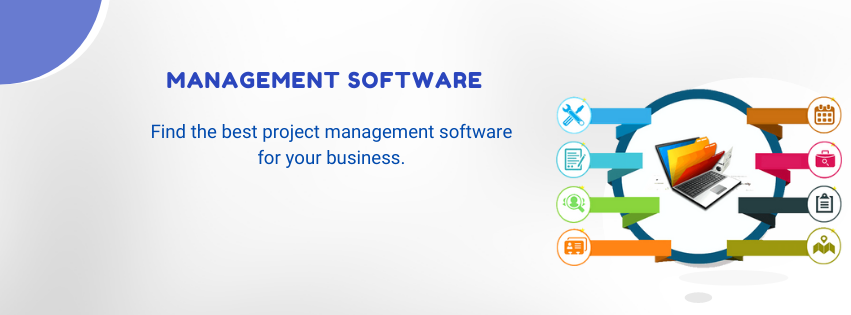 MANAGEMENT SOFTWARE
Find the best project management software
for your business.